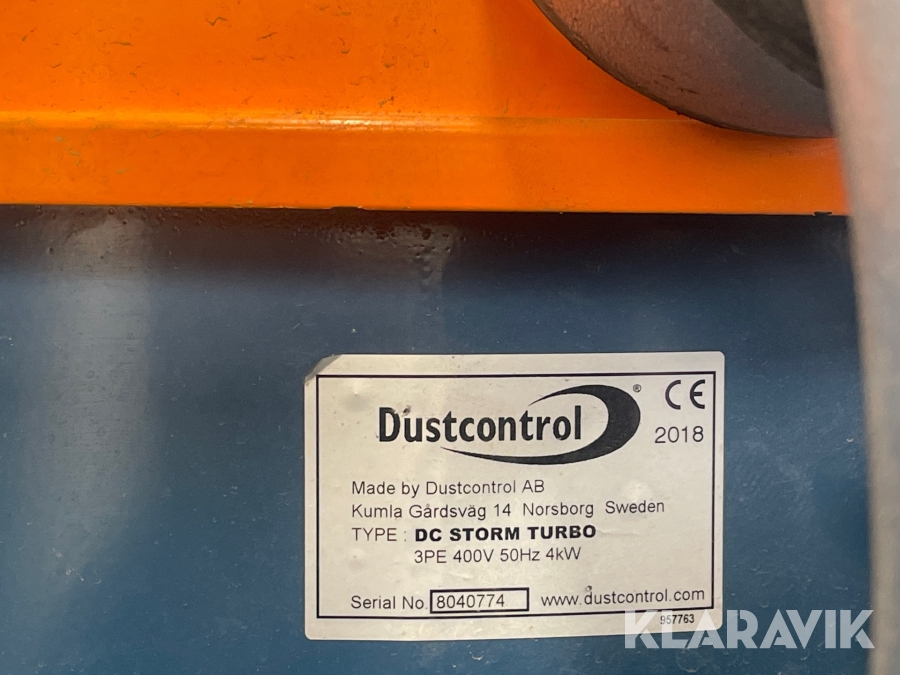 Dustcontrol®
CE
2018
Made by Dustcontrol AB
Kumla Gårdsväg 14 Norsborg Sweden
TYPE : DC STORM TURBO
3PE 400V 50Hz 4kW
Serial No. 8040774 www.dustcontrol.com
957763
KLARAVIK